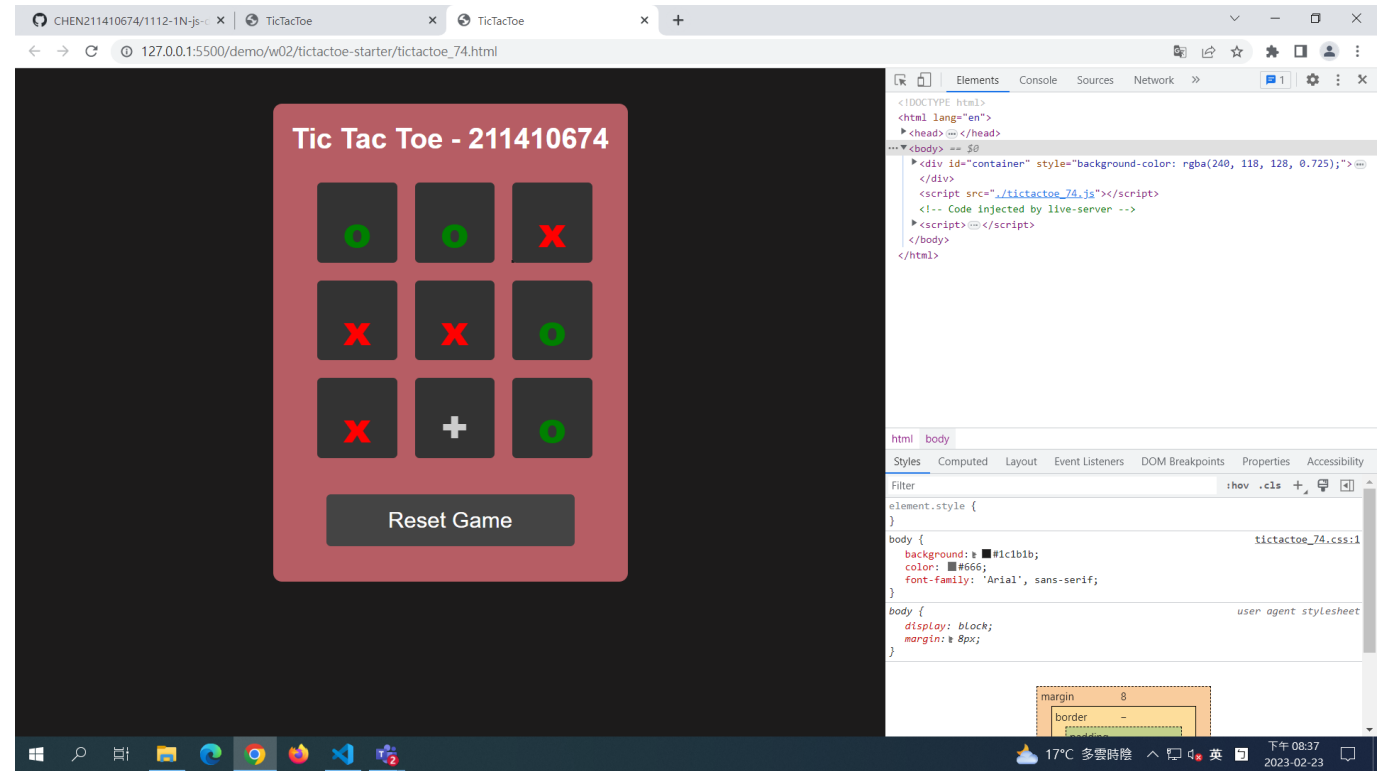 CHEN211410674/1112-1N-js-c
TicTacToe
TicTacToe
127.0.0.1:5500/demo/w02/tictactoe-starter/tictactoe_74.html
Tic Tac Toe - 211410674
o o x
x x o
x + o
Reset Game
Elements Console Sources Network » 1
<!DOCTYPE html>
<html lang="en">
<head> ⋯ </head>
⋯ <body> == $0
<div id="container" style="background-color: rgba(240, 118, 128, 0.725);"> ⋯
</div>
<script src="./tictactoe_74.js"></script>
<!-- Code injected by live-server -->
<script> ⋯ </script>
</body>
</html>
html body
Styles Computed Layout Event Listeners DOM Breakpoints Properties Accessibility
Filter :hov .cls +
element.style {
}
body { tictactoe_74.css:1
background: #1c1b1b;
color: #666;
font-family: 'Arial', sans-serif;
}
body { user agent stylesheet
display: block;
margin: 8px;
}
margin 8
border –
padding
17°C 多雲時陰 英 下午 08:37
2023-02-23